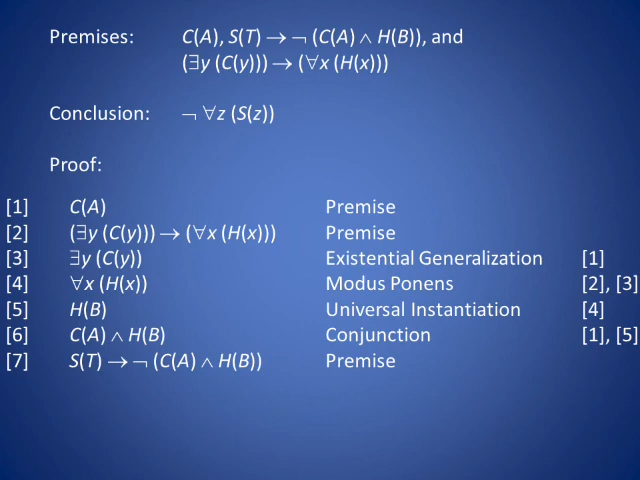 Premises: C(A), S(T) → ¬ (C(A) ∧ H(B)), and
(∃y (C(y))) → (∀x (H(x)))
Conclusion: ¬ ∀z (S(z))
Proof:
[1] C(A) Premise
[2] (∃y (C(y))) → (∀x (H(x))) Premise
[3] ∃y (C(y)) Existential Generalization [1]
[4] ∀x (H(x)) Modus Ponens [2], [3]
[5] H(B) Universal Instantiation [4]
[6] C(A) ∧ H(B) Conjunction [1], [5]
[7] S(T) → ¬ (C(A) ∧ H(B)) Premise